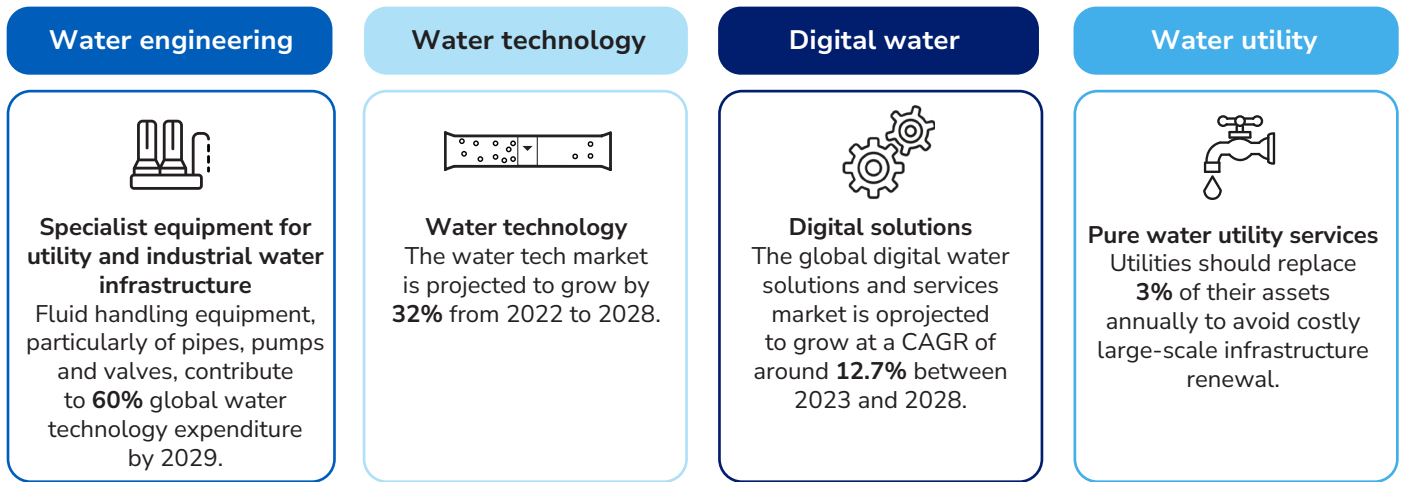 Water engineering
Water technology
Digital water
Water utility
Specialist equipment for
utility and industrial water
infrastructure
Fluid handling equipment,
particularly of pipes, pumps
and valves, contribute
to 60% global water
technology expenditure
by 2029.
Water technology
The water tech market
is projected to grow by
32% from 2022 to 2028.
Digital solutions
The global digital water
solutions and services
market is oprojected
to grow at a CAGR of
around 12.7% between
2023 and 2028.
Pure water utility services
Utilities should replace
3% of their assets
annually to avoid costly
large-scale infrastructure
renewal.